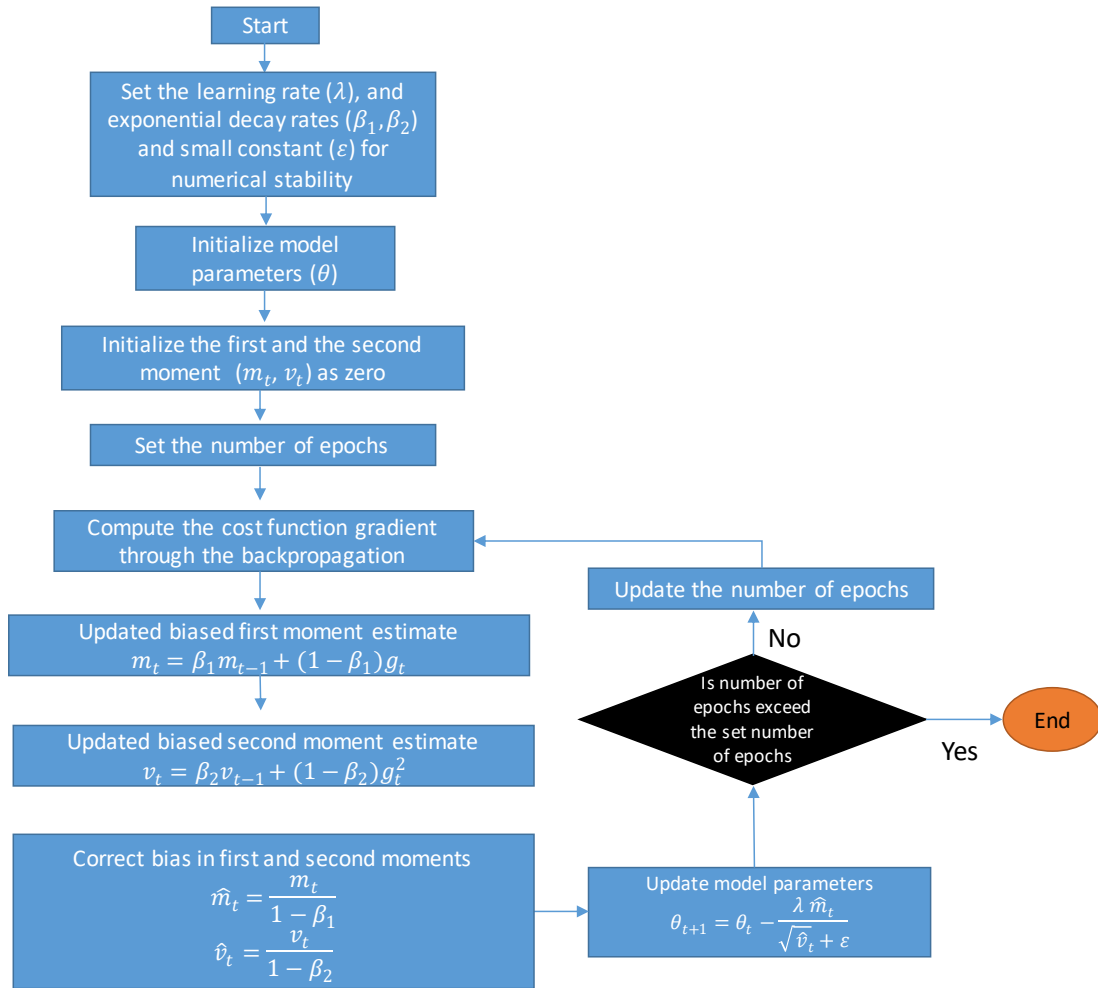 Start
Set the learning rate (λ), and
exponential decay rates (β₁, β₂)
and small constant (ε) for
numerical stability
Initialize model
parameters (θ)
Initialize the first and the second
moment (mₜ, vₜ) as zero
Set the number of epochs
Compute the cost function gradient
through the backpropagation
Updated biased first moment estimate
mₜ = β₁mₜ₋₁ + (1 − β₁)gₜ
Updated biased second moment estimate
vₜ = β₂vₜ₋₁ + (1 − β₂)gₜ²
Correct bias in first and second moments
m̂ₜ = mₜ / (1 − β₁)
v̂ₜ = vₜ / (1 − β₂)
Update model parameters
θₜ₊₁ = θₜ − λ m̂ₜ / (√v̂ₜ + ε)
Is number of
epochs exceed
the set number
of epochs
No
Update the number of epochs
Yes
End